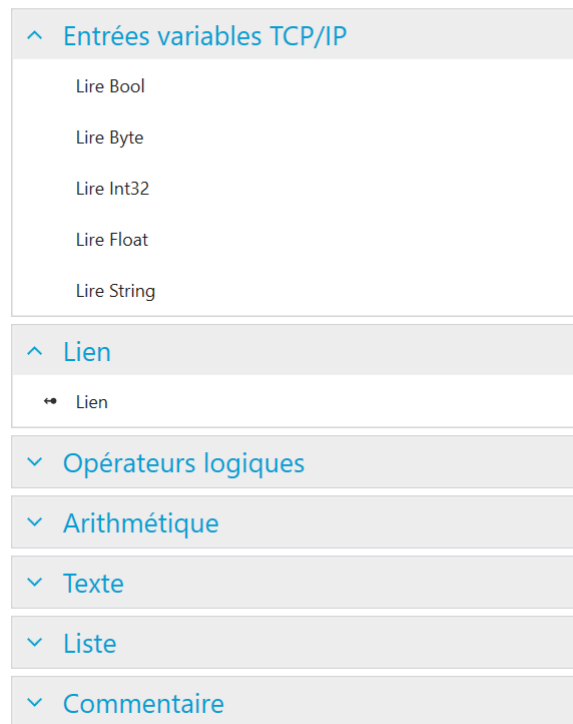 Entrées variables TCP/IP
Lire Bool
Lire Byte
Lire Int32
Lire Float
Lire String
Lien
Lien
Opérateurs logiques
Arithmétique
Texte
Liste
Commentaire